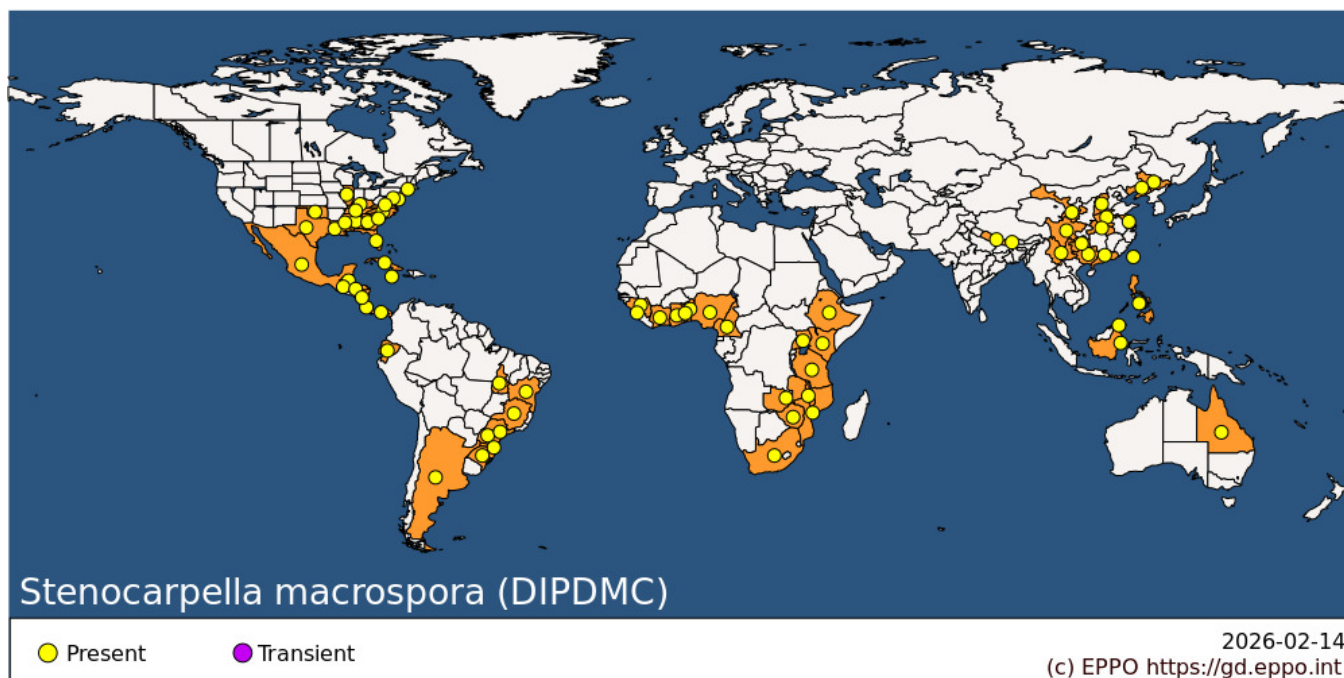 Stenocarpella macrospora (DIPDMC)
Present
Transient
2026-02-14
(c) EPPO https://gd.eppo.int